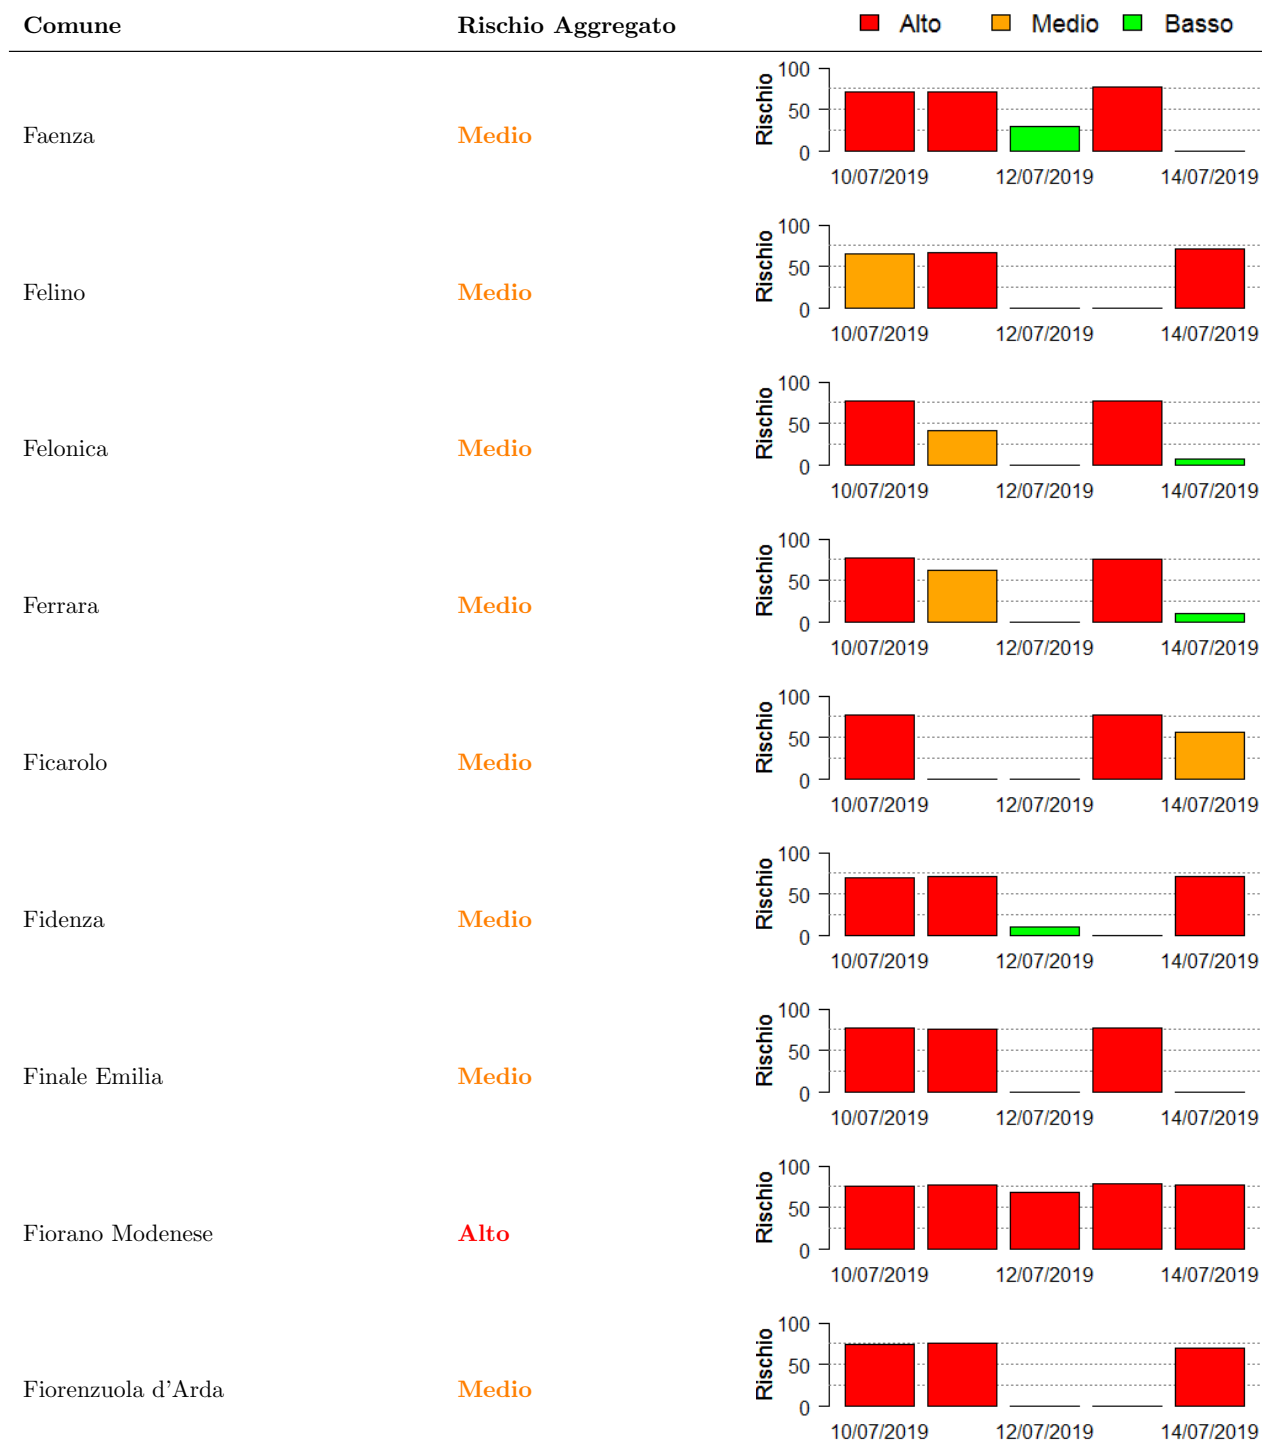 Comune Rischio Aggregato Alto Medio Basso
Faenza Medio Rischio 100 50 0
10/07/2019 12/07/2019 14/07/2019
Felino Medio Rischio 100 50 0
10/07/2019 12/07/2019 14/07/2019
Felonica Medio Rischio 100 50 0
10/07/2019 12/07/2019 14/07/2019
Ferrara Medio Rischio 100 50 0
10/07/2019 12/07/2019 14/07/2019
Ficarolo Medio Rischio 100 50 0
10/07/2019 12/07/2019 14/07/2019
Fidenza Medio Rischio 100 50 0
10/07/2019 12/07/2019 14/07/2019
Finale Emilia Medio Rischio 100 50 0
10/07/2019 12/07/2019 14/07/2019
Fiorano Modenese Alto Rischio 100 50 0
10/07/2019 12/07/2019 14/07/2019
Fiorenzuola d'Arda Medio Rischio 100 50 0
10/07/2019 12/07/2019 14/07/2019